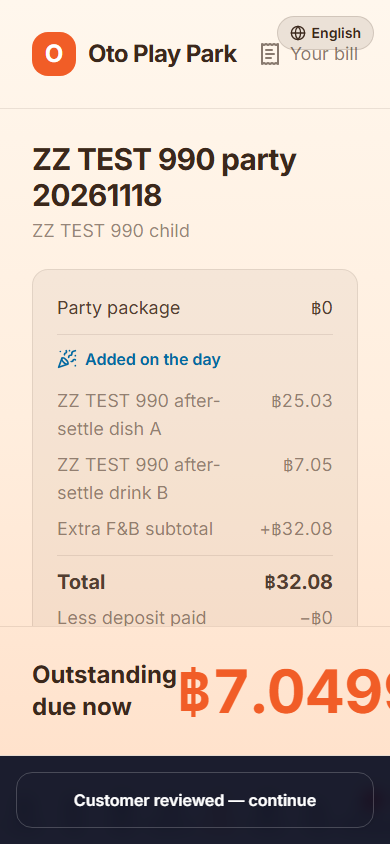 English
O Oto Play Park
Your bill
ZZ TEST 990 party
20261118
ZZ TEST 990 child
Party package ฿0
Added on the day
ZZ TEST 990 after- ฿25.03
settle dish A
ZZ TEST 990 after- ฿7.05
settle drink B
Extra F&B subtotal +฿32.08
Total ฿32.08
Less deposit paid −฿0
Outstanding
due now
฿7.049
Customer reviewed — continue